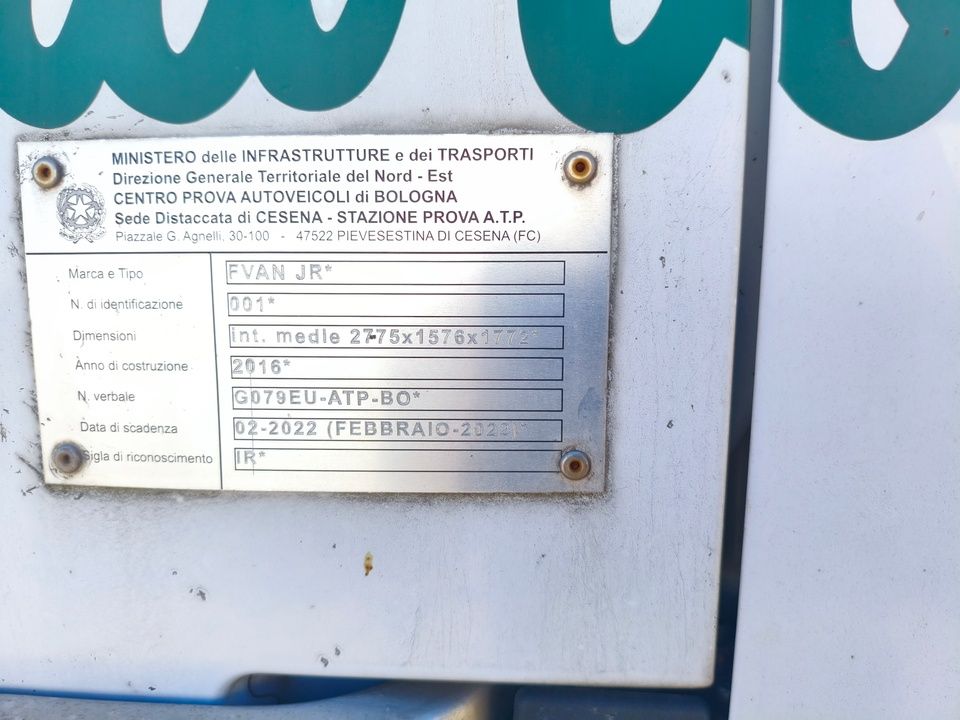 MINISTERO delle INFRASTRUTTURE e dei TRASPORTI
Direzione Generale Territoriale del Nord - Est
CENTRO PROVA AUTOVEICOLI di BOLOGNA
Sede Distaccata di CESENA - STAZIONE PROVA A.T.P.
Piazzale G. Agnelli, 30-100 - 47522 PIEVESESTINA DI CESENA (FC)
Marca e Tipo FVAN JR*
N. di identificazione 001*
Dimensioni int. medie 2775x1576x1772*
Anno di costruzione 2016*
N. verbale G079EU-ATP-BO*
Data di scadenza 02-2022 (FEBBRAIO-2022)*
Sigla di riconoscimento IR*